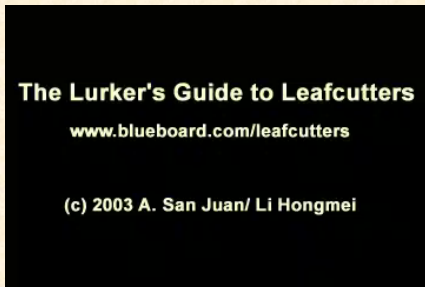 The Lurker's Guide to Leafcutters
www.blueboard.com/leafcutters
(c) 2003 A. San Juan/ Li Hongmei